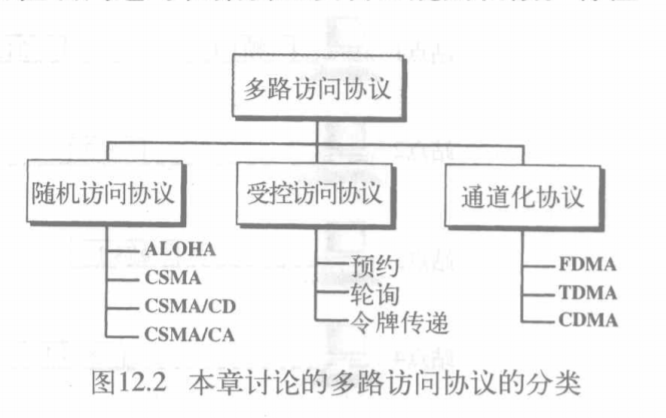 多路访问协议
随机访问协议
受控访问协议
通道化协议
ALOHA
CSMA
CSMA/CD
CSMA/CA
预约
轮询
令牌传递
FDMA
TDMA
CDMA
图12.2 本章讨论的多路访问协议的分类